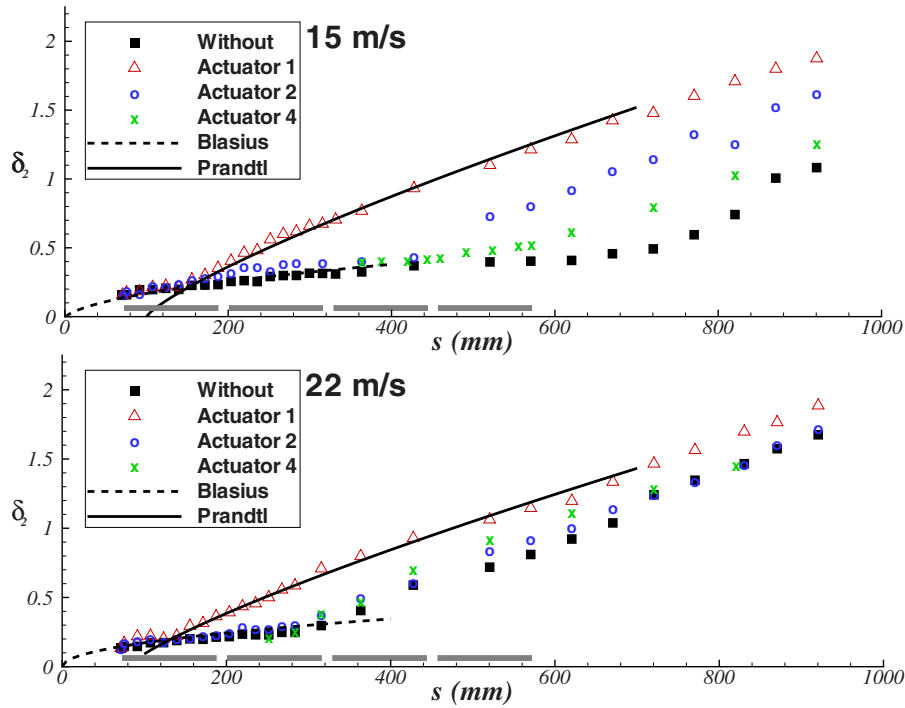 15 m/s
Without
Actuator 1
Actuator 2
Actuator 4
Blasius
Prandtl
δ2
2
1.5
1
0.5
0
0 200 400 600 800 1000
s (mm)
22 m/s
Without
Actuator 1
Actuator 2
Actuator 4
Blasius
Prandtl
δ2
2
1.5
1
0.5
0
0 200 400 600 800 1000
s (mm)